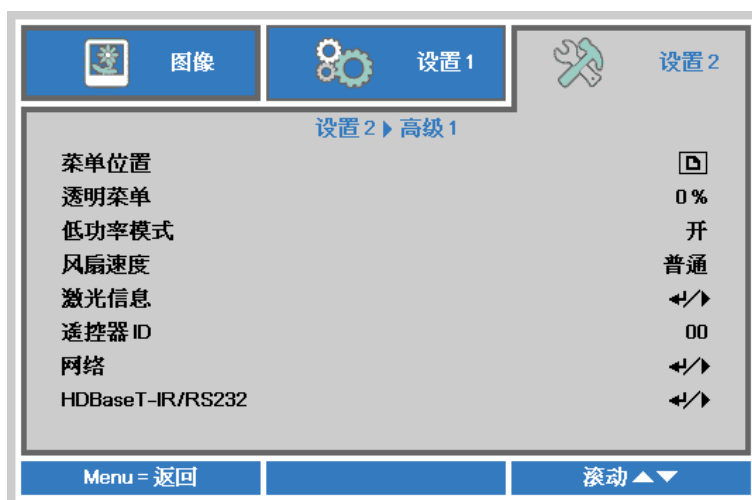 图像 设置 1 设置 2
设置 2 ▶ 高级 1
菜单位置
透明菜单 0 %
低功率模式 开
风扇速度 普通
激光信息 ↵/▶
遥控器 ID 00
网络 ↵/▶
HDBaseT-IR/RS232 ↵/▶
Menu = 返回 滚动 ▲▼